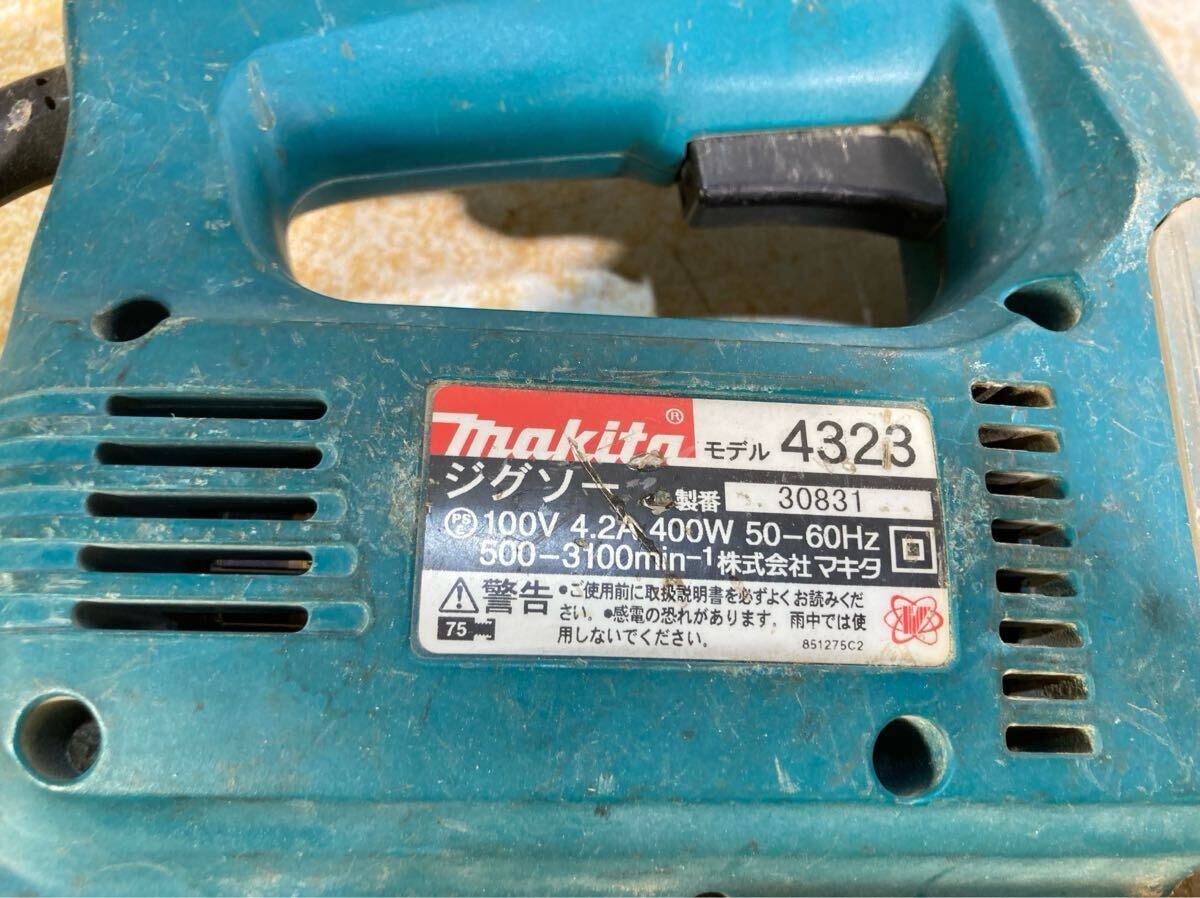 makita® モデル 4323
ジグソー 製番 30831
PS E 100V 4.2A 400W 50-60Hz
500-3100min-1 株式会社 マキタ
警告 •ご使用前に取扱説明書を必ずよくお読みくだ
さい。•感電の恐れがあります。雨中では使
用しないでください。
75
851275C2